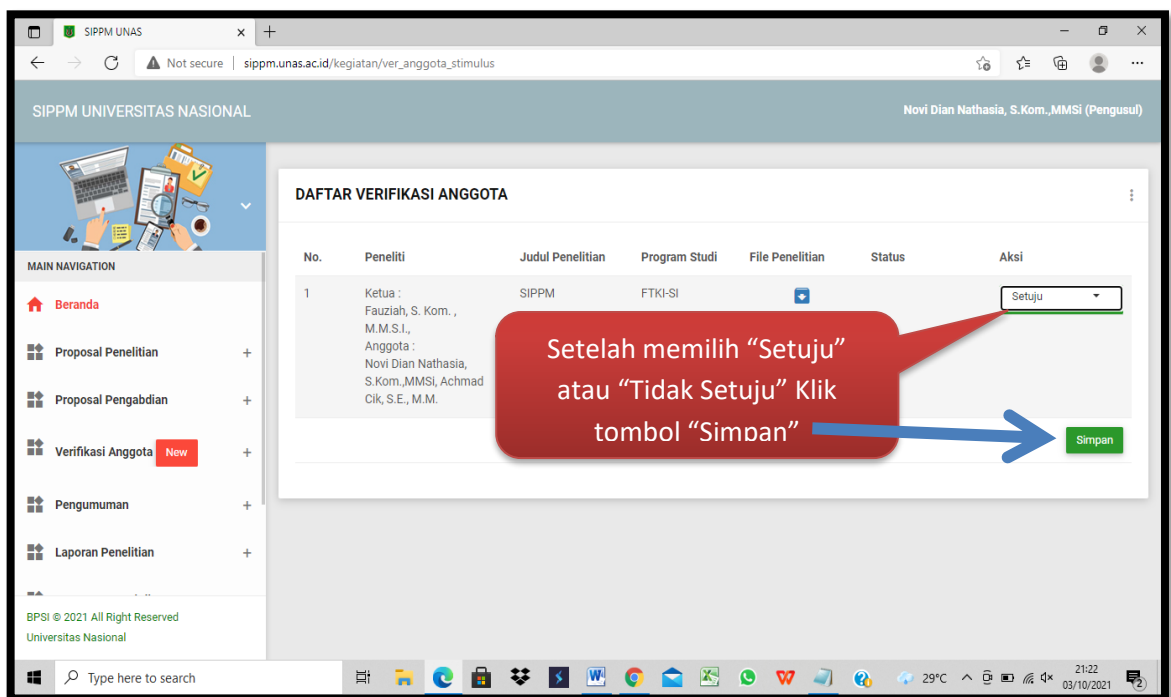 SIPPM UNAS
Not secure | sippm.unas.ac.id/kegiatan/ver_anggota_stimulus
SIPPM UNIVERSITAS NASIONAL
Novi Dian Nathasia, S.Kom.,MMSi (Pengusul)
MAIN NAVIGATION
Beranda
Proposal Penelitian +
Proposal Pengabdian +
Verifikasi Anggota New +
Pengumuman +
Laporan Penelitian +
BPSI © 2021 All Right Reserved
Universitas Nasional
DAFTAR VERIFIKASI ANGGOTA
No. Peneliti Judul Penelitian Program Studi File Penelitian Status Aksi
1 Ketua : SIPPM FTKI-SI Setuju
Fauziah, S. Kom. ,
M.M.S.I.,
Anggota :
Novi Dian Nathasia,
S.Kom.,MMSi, Achmad
Cik, S.E., M.M.
Setelah memilih “Setuju”
atau “Tidak Setuju” Klik
tombol “Simpan”
Simpan
Type here to search
29°C
21:22
03/10/2021
2